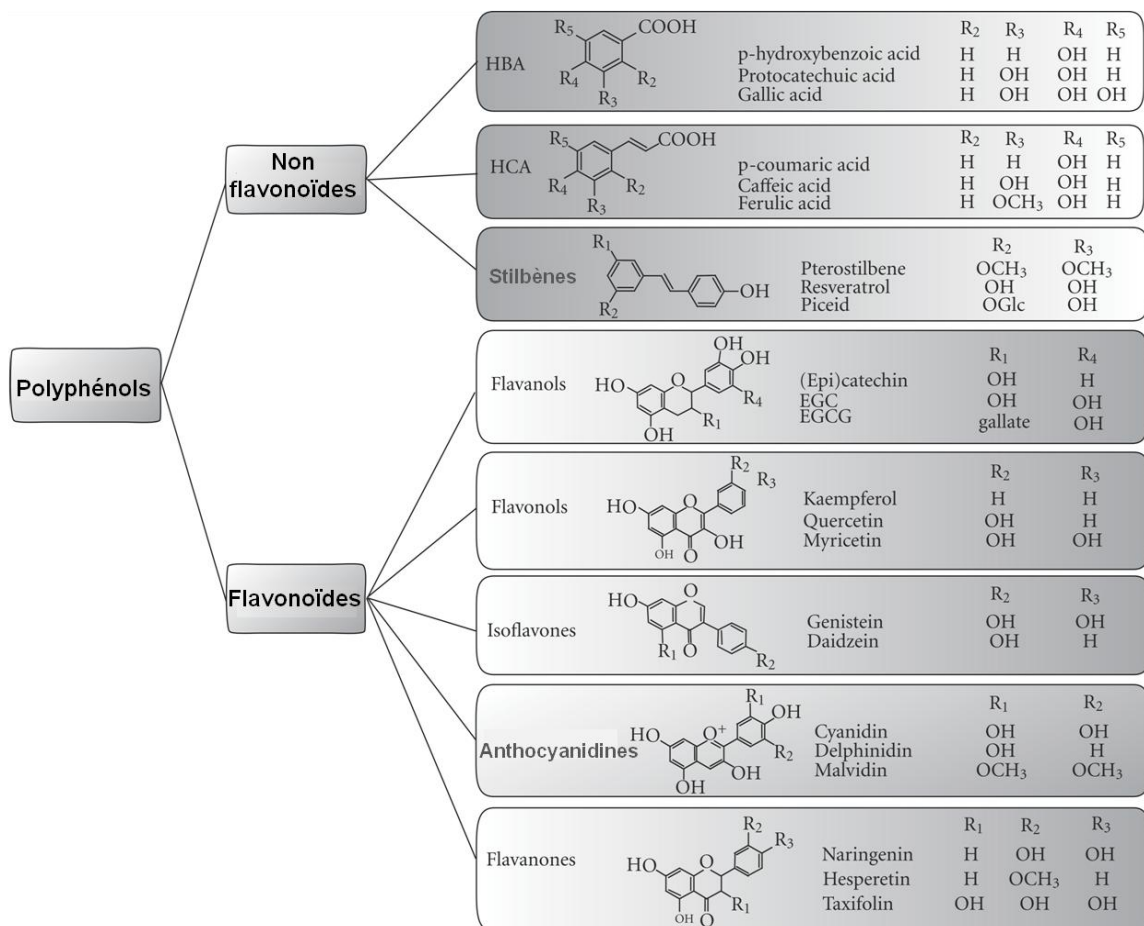 Polyphénols
Non
flavonoïdes
Flavonoïdes
HBA
R5
COOH
R4
R2
R3
R2 R3 R4 R5
p-hydroxybenzoic acid H H OH H
Protocatechuic acid H OH OH H
Gallic acid H OH OH OH
HCA
R5
COOH
R4
R2
R3
R2 R3 R4 R5
p-coumaric acid H H OH H
Caffeic acid H OH OH H
Ferulic acid H OCH3 OH H
Stilbènes
R1
OH
R2
R2 R3
Pterostilbene OCH3 OCH3
Resveratrol OH OH
Piceid OGlc OH
Flavanols
OH
OH
HO
O
R4
R1
OH
R1 R4
(Epi)catechin OH H
EGC OH OH
EGCG gallate OH
Flavonols
R2
R3
HO
O
OH
OH
O
R2 R3
Kaempferol H H
Quercetin OH H
Myricetin OH OH
Isoflavones
HO
O
R1
O
R2
R2 R3
Genistein OH OH
Daidzein OH H
Anthocyanidines
R1
OH
HO
O+
R2
OH
OH
R1 R2
Cyanidin OH OH
Delphinidin OH H
Malvidin OCH3 OCH3
Flavanones
R2
R3
HO
O
R1
OH
O
R1 R2 R3
Naringenin H OH OH
Hesperetin H OCH3 H
Taxifolin OH OH OH